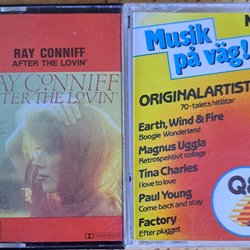 RAY CONNIFF
AFTER THE LOVIN'
RAY CONNIFF
AFTER THE LOVIN'
Musik
på väg!
ORIGINALARTIST
70-talets hitlåtar
Earth, Wind & Fire
Boogie Wonderland
Magnus Uggla
Retrospektivt collage
Tina Charles
I love to love
Paul Young
Come back and stay
Factory
Efter plugget